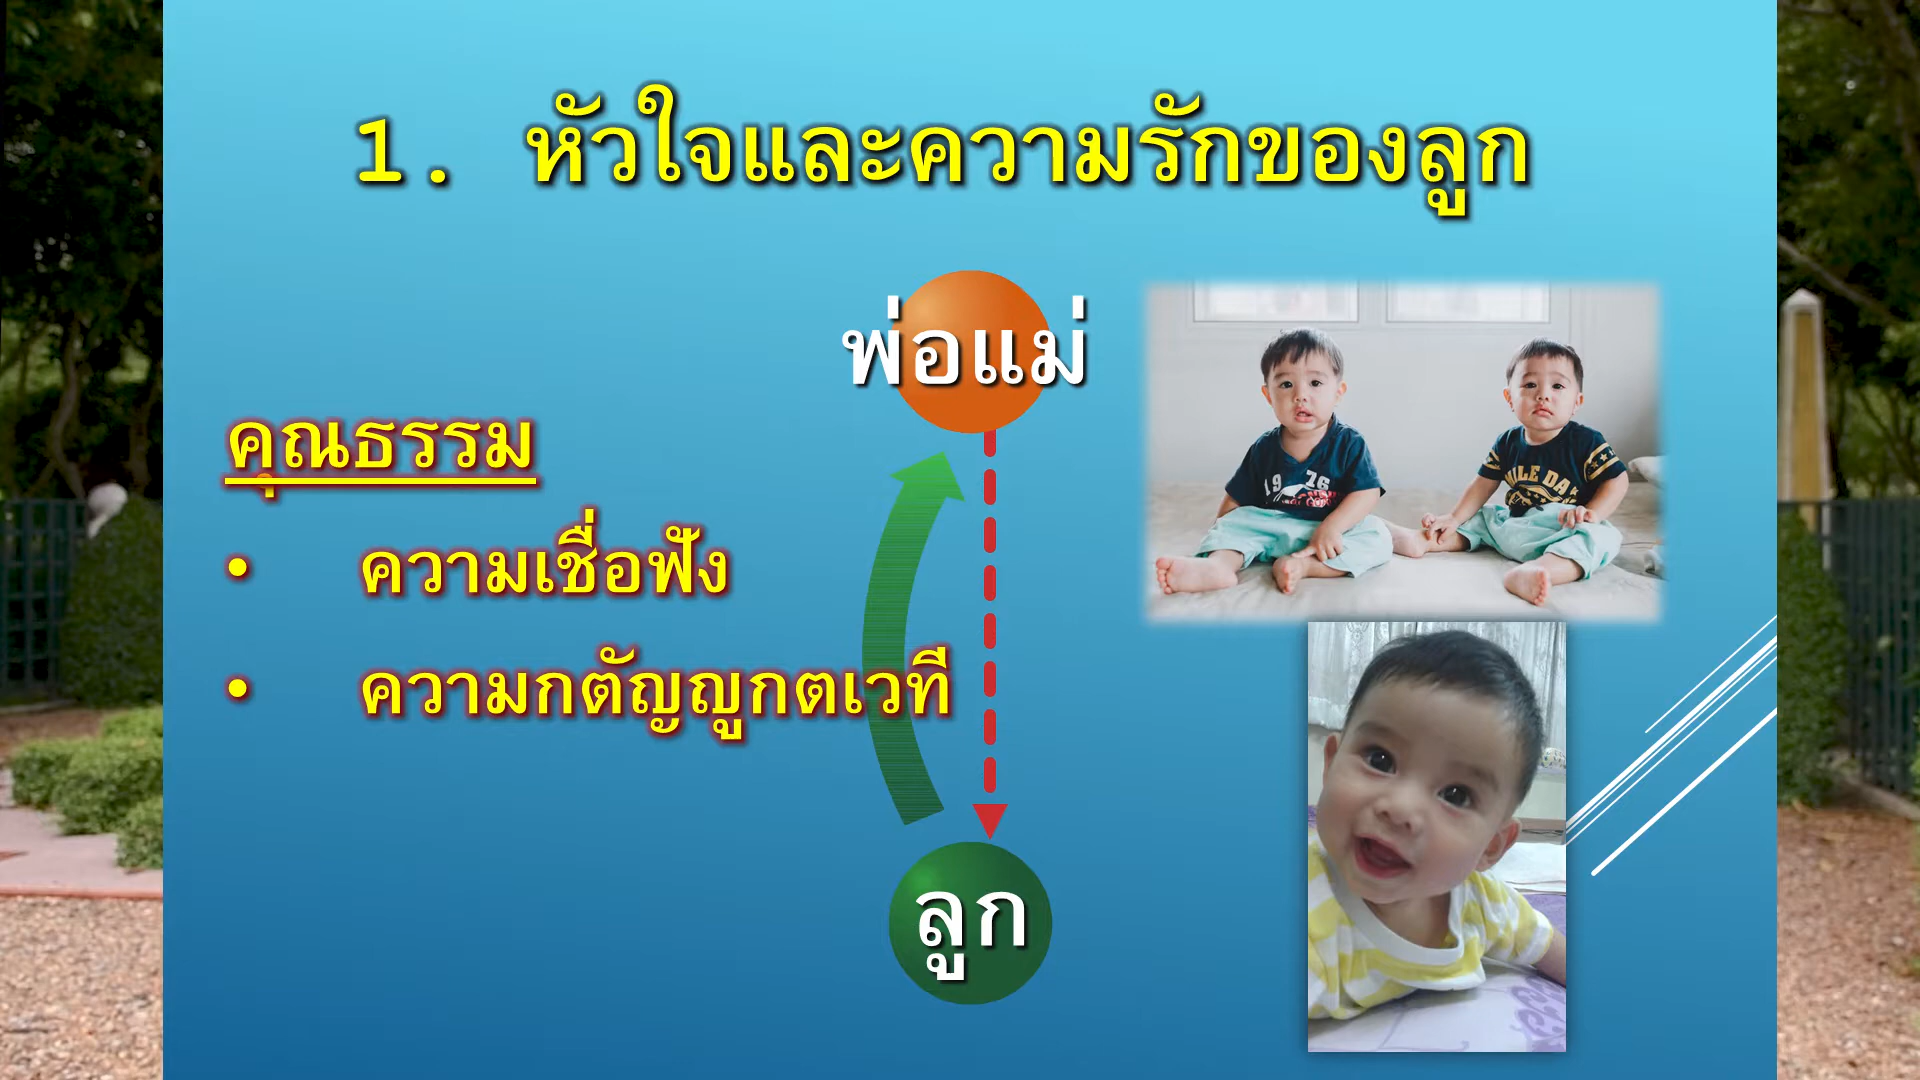 1. หัวใจและความรักของลูก
พ่อแม่
คุณธรรม
• ความเชื่อฟัง
• ความกตัญญูกตเวที
ลูก
19 76